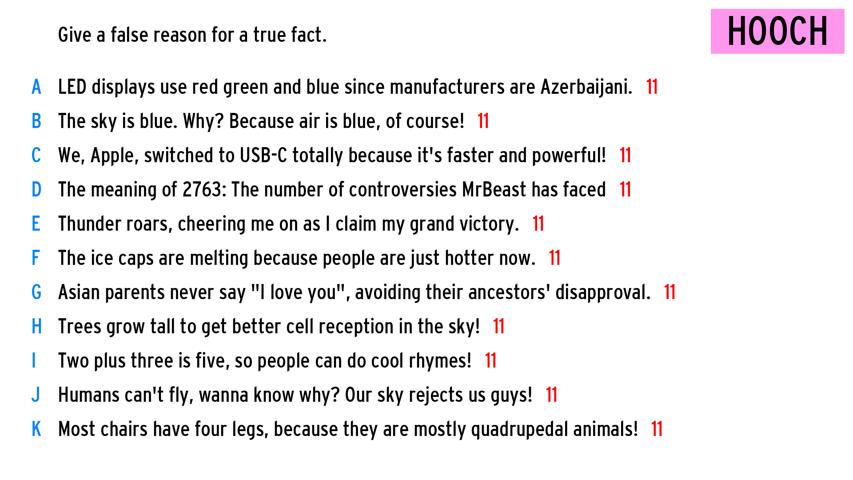 Give a false reason for a true fact.
HOOCH
A LED displays use red green and blue since manufacturers are Azerbaijani. 11
B The sky is blue. Why? Because air is blue, of course! 11
C We, Apple, switched to USB-C totally because it's faster and powerful! 11
D The meaning of 2763: The number of controversies MrBeast has faced 11
E Thunder roars, cheering me on as I claim my grand victory. 11
F The ice caps are melting because people are just hotter now. 11
G Asian parents never say "I love you", avoiding their ancestors' disapproval. 11
H Trees grow tall to get better cell reception in the sky! 11
I Two plus three is five, so people can do cool rhymes! 11
J Humans can't fly, wanna know why? Our sky rejects us guys! 11
K Most chairs have four legs, because they are mostly quadrupedal animals! 11